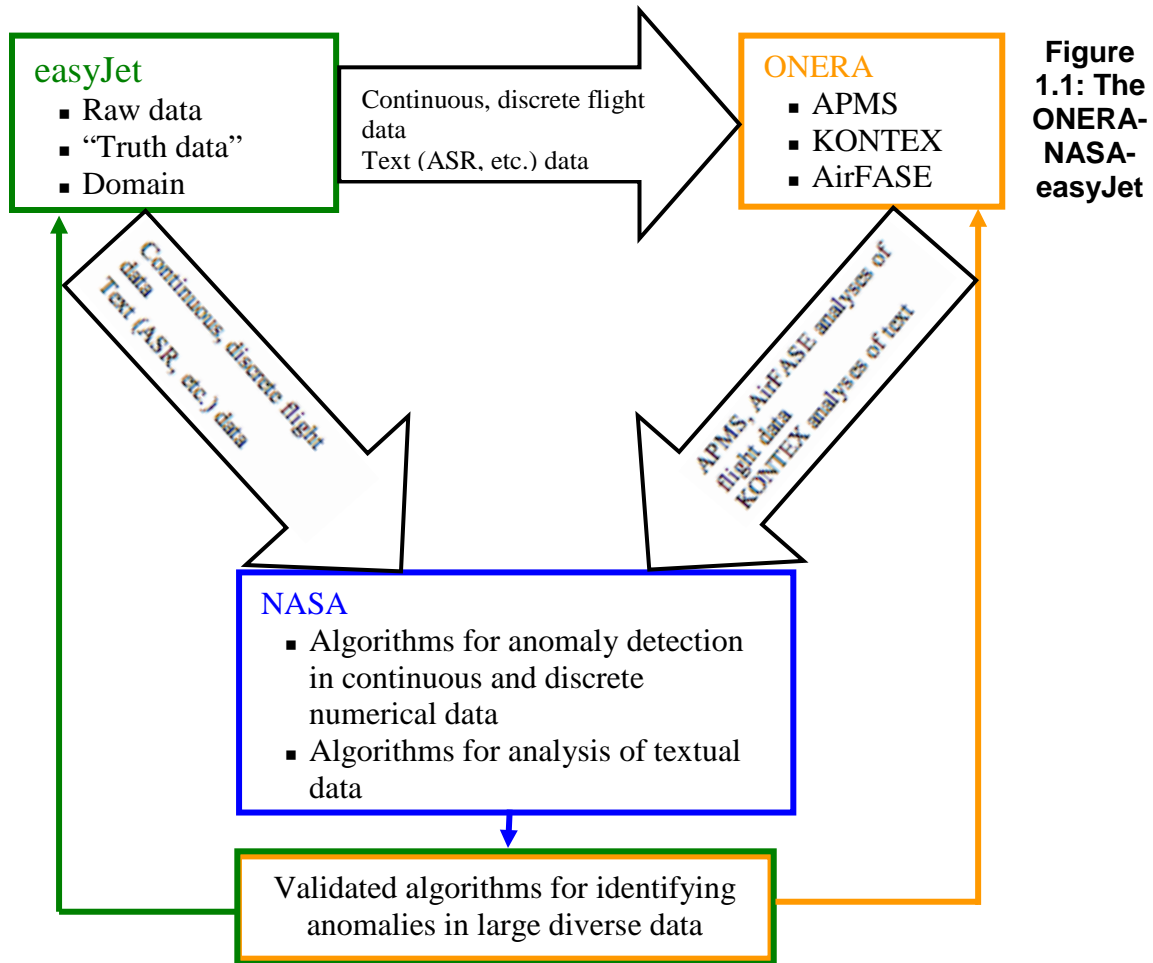 easyJet
▪ Raw data
▪ “Truth data”
▪ Domain
Continuous, discrete flight
data
Text (ASR, etc.) data
ONERA
▪ APMS
▪ KONTEX
▪ AirFASE
Figure
1.1: The
ONERA-
NASA-
easyJet
Continuous, discrete flight
data
Text (ASR, etc.) data
APMS, AirFASE analyses of
flight data
KONTEX analyses of text
NASA
▪ Algorithms for anomaly detection
in continuous and discrete
numerical data
▪ Algorithms for analysis of textual
data
Validated algorithms for identifying
anomalies in large diverse data